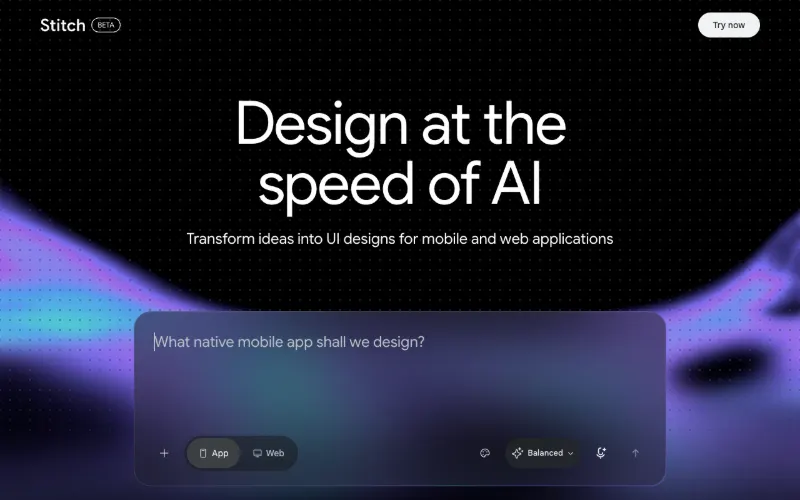 Stitch BETA
Try now
Design at the
speed of AI
Transform ideas into UI designs for mobile and web applications
What native mobile app shall we design?
App
Web
Balanced